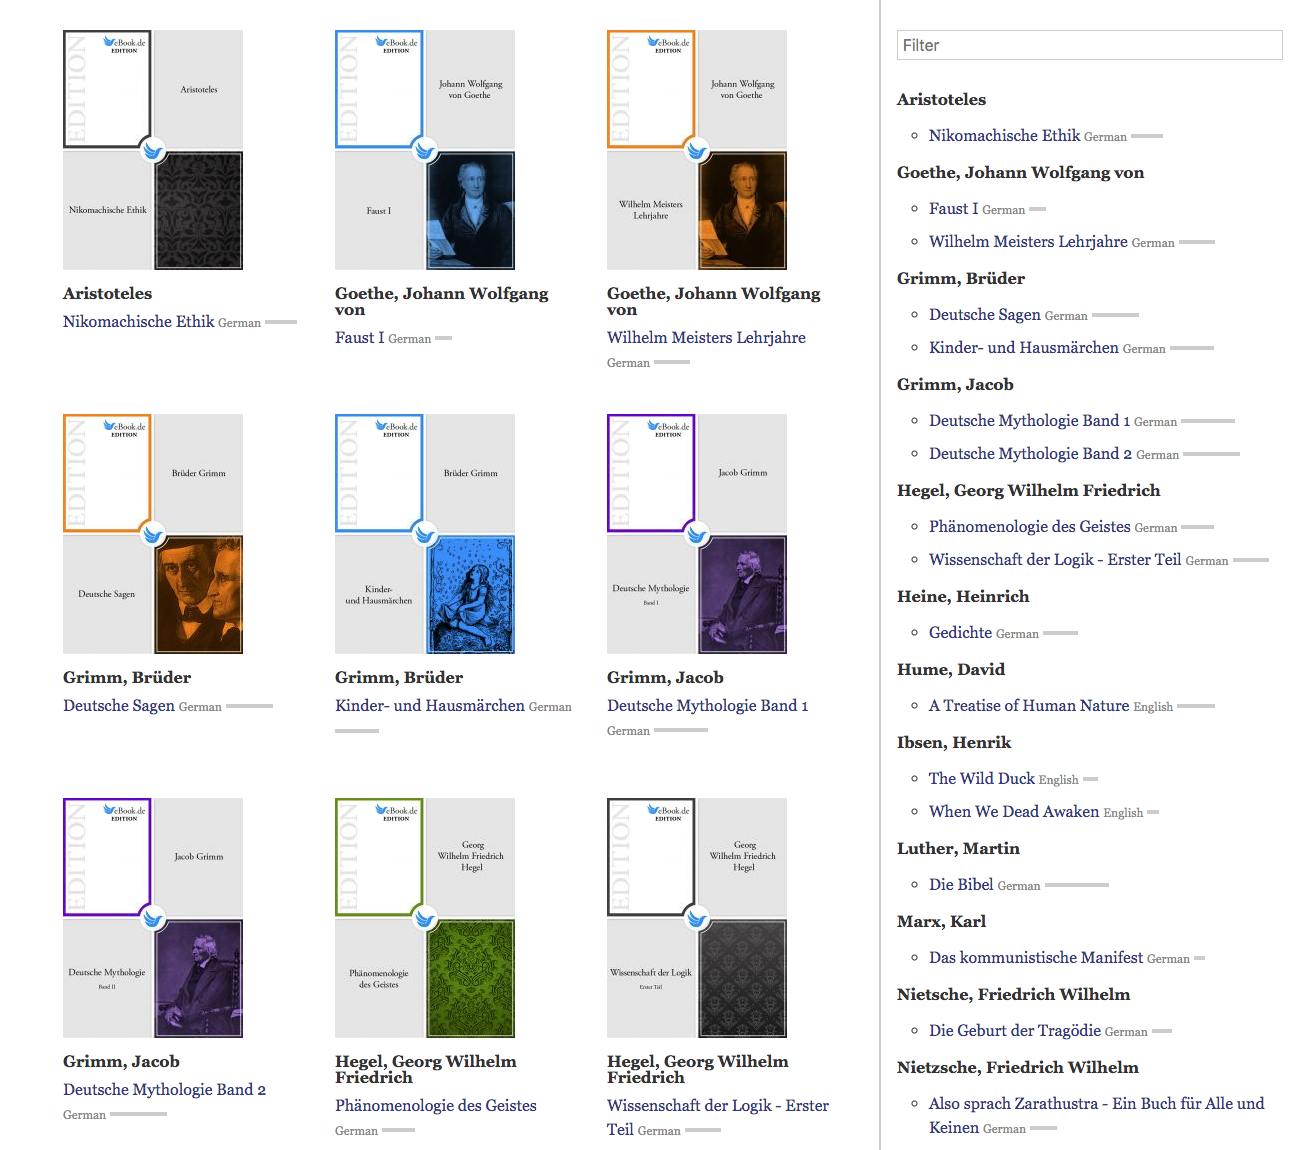 EDITION
eBook.de
EDITION
Aristoteles
Nikomachische Ethik
Aristoteles
Nikomachische Ethik German
EDITION
eBook.de
EDITION
Johann Wolfgang
von Goethe
Faust I
Goethe, Johann Wolfgang
von
Faust I German
EDITION
eBook.de
EDITION
Johann Wolfgang
von Goethe
Wilhelm Meisters
Lehrjahre
Goethe, Johann Wolfgang
von
Wilhelm Meisters Lehrjahre
German
EDITION
eBook.de
EDITION
Brüder Grimm
Deutsche Sagen
Grimm, Brüder
Deutsche Sagen German
EDITION
eBook.de
EDITION
Brüder Grimm
Kinder-
und Hausmärchen
Grimm, Brüder
Kinder- und Hausmärchen German
EDITION
eBook.de
EDITION
Jacob Grimm
Deutsche Mythologie
Band I
Grimm, Jacob
Deutsche Mythologie Band 1
German
EDITION
eBook.de
EDITION
Jacob Grimm
Deutsche Mythologie
Band II
Grimm, Jacob
Deutsche Mythologie Band 2
German
EDITION
eBook.de
EDITION
Georg
Wilhelm Friedrich
Hegel
Phänomenologie
des Geistes
Hegel, Georg Wilhelm
Friedrich
Phänomenologie des Geistes
German
EDITION
eBook.de
EDITION
Georg
Wilhelm Friedrich
Hegel
Wissenschaft der Logik
Erster Teil
Hegel, Georg Wilhelm
Friedrich
Wissenschaft der Logik - Erster
Teil German
Filter
Aristoteles
Nikomachische Ethik German
Goethe, Johann Wolfgang von
Faust I German
Wilhelm Meisters Lehrjahre German
Grimm, Brüder
Deutsche Sagen German
Kinder- und Hausmärchen German
Grimm, Jacob
Deutsche Mythologie Band 1 German
Deutsche Mythologie Band 2 German
Hegel, Georg Wilhelm Friedrich
Phänomenologie des Geistes German
Wissenschaft der Logik - Erster Teil German
Heine, Heinrich
Gedichte German
Hume, David
A Treatise of Human Nature English
Ibsen, Henrik
The Wild Duck English
When We Dead Awaken English
Luther, Martin
Die Bibel German
Marx, Karl
Das kommunistische Manifest German
Nietsche, Friedrich Wilhelm
Die Geburt der Tragödie German
Nietzsche, Friedrich Wilhelm
Also sprach Zarathustra - Ein Buch für Alle und
Keinen German